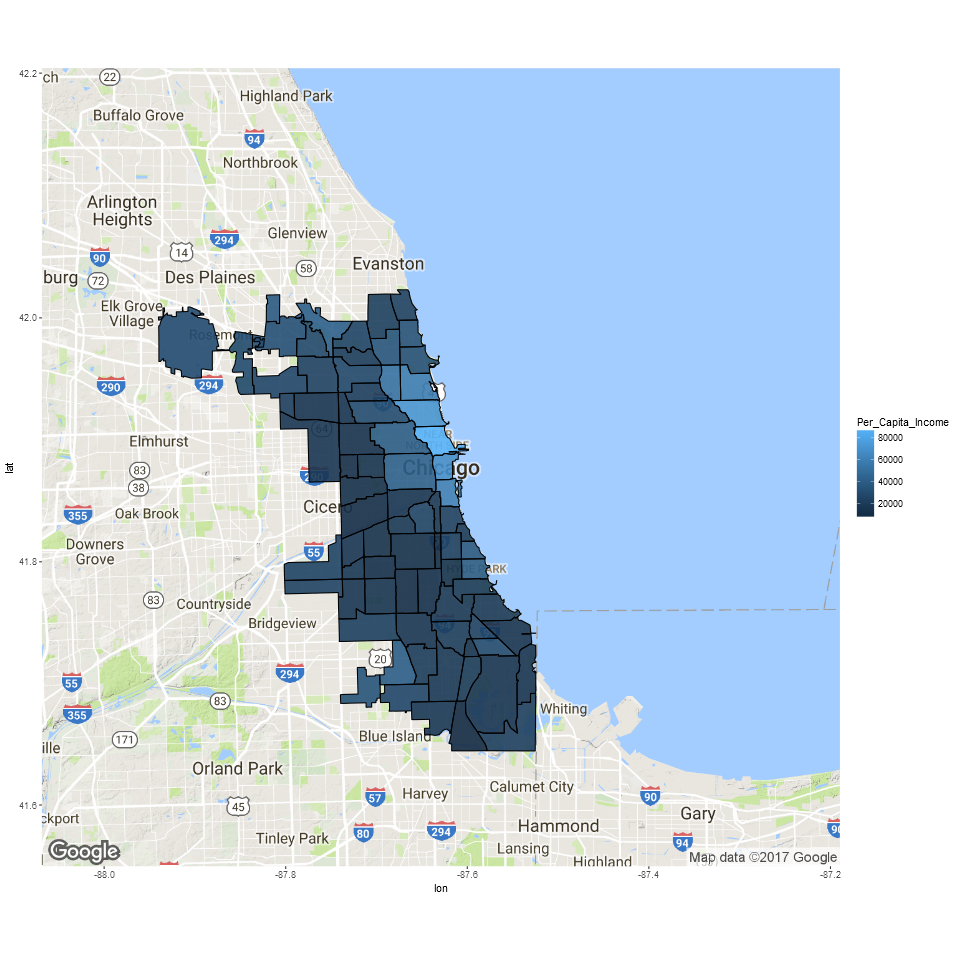 42.2
ch
22
Highland Park
Buffalo Grove
94
Northbrook
Arlington
Heights
Glenview
294
14
90
58
Evanston
burg
72
Des Plaines
Elk Grove
Village
42.0
Rosemont
290
294
64
Elmhurst
NEAR
NORTH SIDE
83
Chicago
38
Per_Capita_Income
80000
60000
40000
20000
lat
Cicero
355
Oak Brook
Downers
Grove
55
41.8
HYDE PARK
83
Countryside
Bridgeview
20
294
55
83
355
Whiting
171
Blue Island
ille
Orland Park
Calumet City
57
Harvey
90
41.6
45
Gary
ckport
Hammond
80
294
Tinley Park
94
90
Lansing
Highland
Google
Map data ©2017 Google
-88.0
-87.8
-87.6
-87.4
-87.2
lon